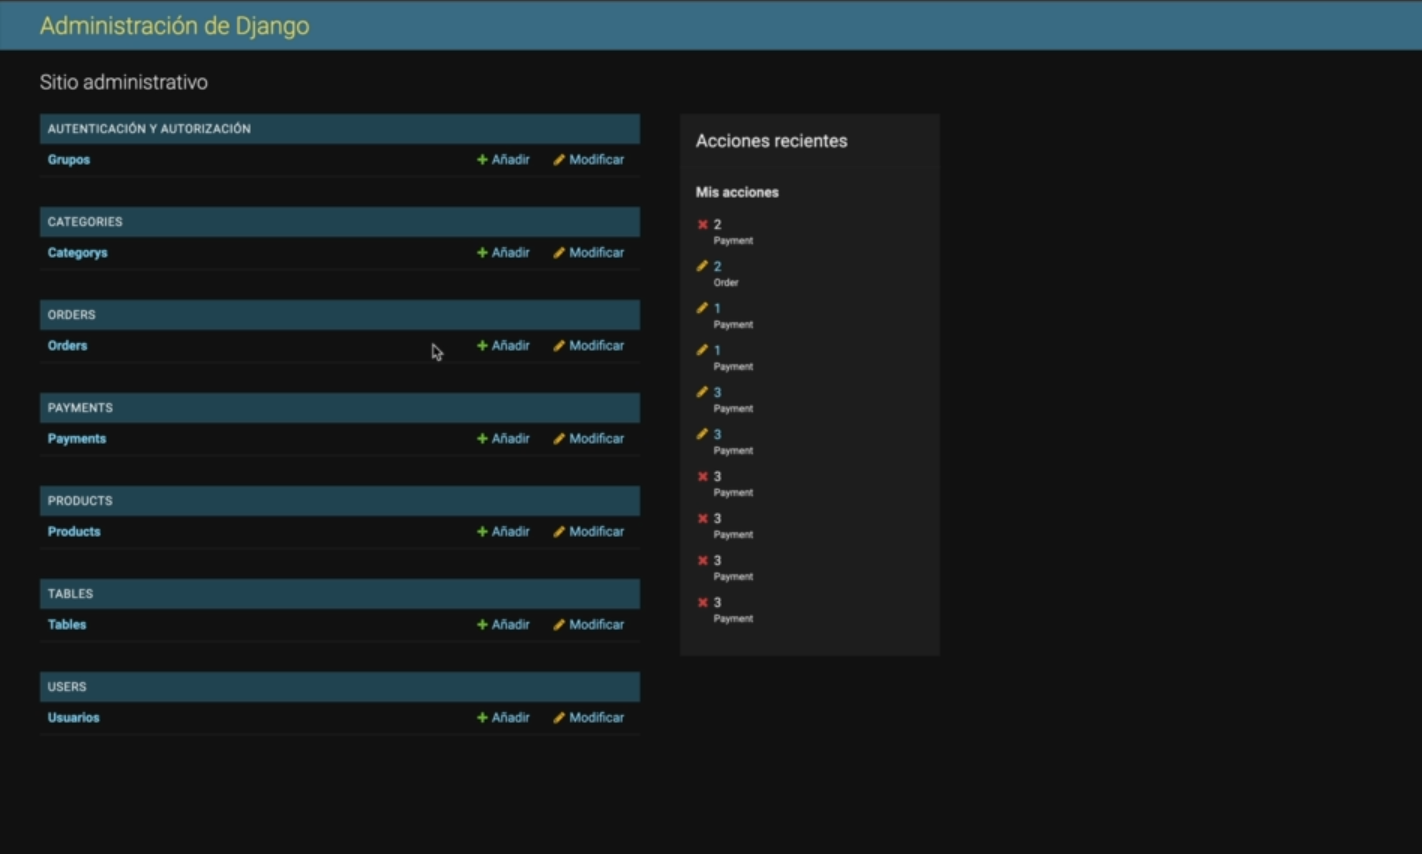 Administración de Django
Sitio administrativo
AUTENTICACIÓN Y AUTORIZACIÓN
Grupos Añadir Modificar
CATEGORIES
Categorys Añadir Modificar
ORDERS
Orders Añadir Modificar
PAYMENTS
Payments Añadir Modificar
PRODUCTS
Products Añadir Modificar
TABLES
Tables Añadir Modificar
USERS
Usuarios Añadir Modificar
Acciones recientes
Mis acciones
2
Payment
2
Order
1
Payment
1
Payment
3
Payment
3
Payment
3
Payment
3
Payment
3
Payment
3
Payment